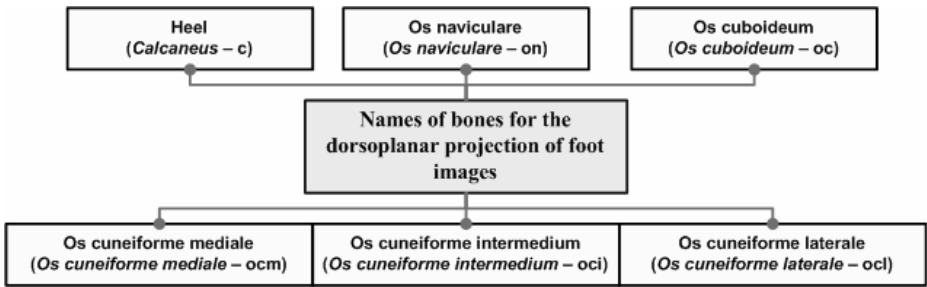 Heel
(Calcaneus – c)
Os naviculare
(Os naviculare – on)
Os cuboideum
(Os cuboideum – oc)
Names of bones for the
dorsoplanar projection of foot
images
Os cuneiforme mediale
(Os cuneiforme mediale – ocm)
Os cuneiforme intermedium
(Os cuneiforme intermedium – oci)
Os cuneiforme laterale
(Os cuneiforme laterale – ocl)